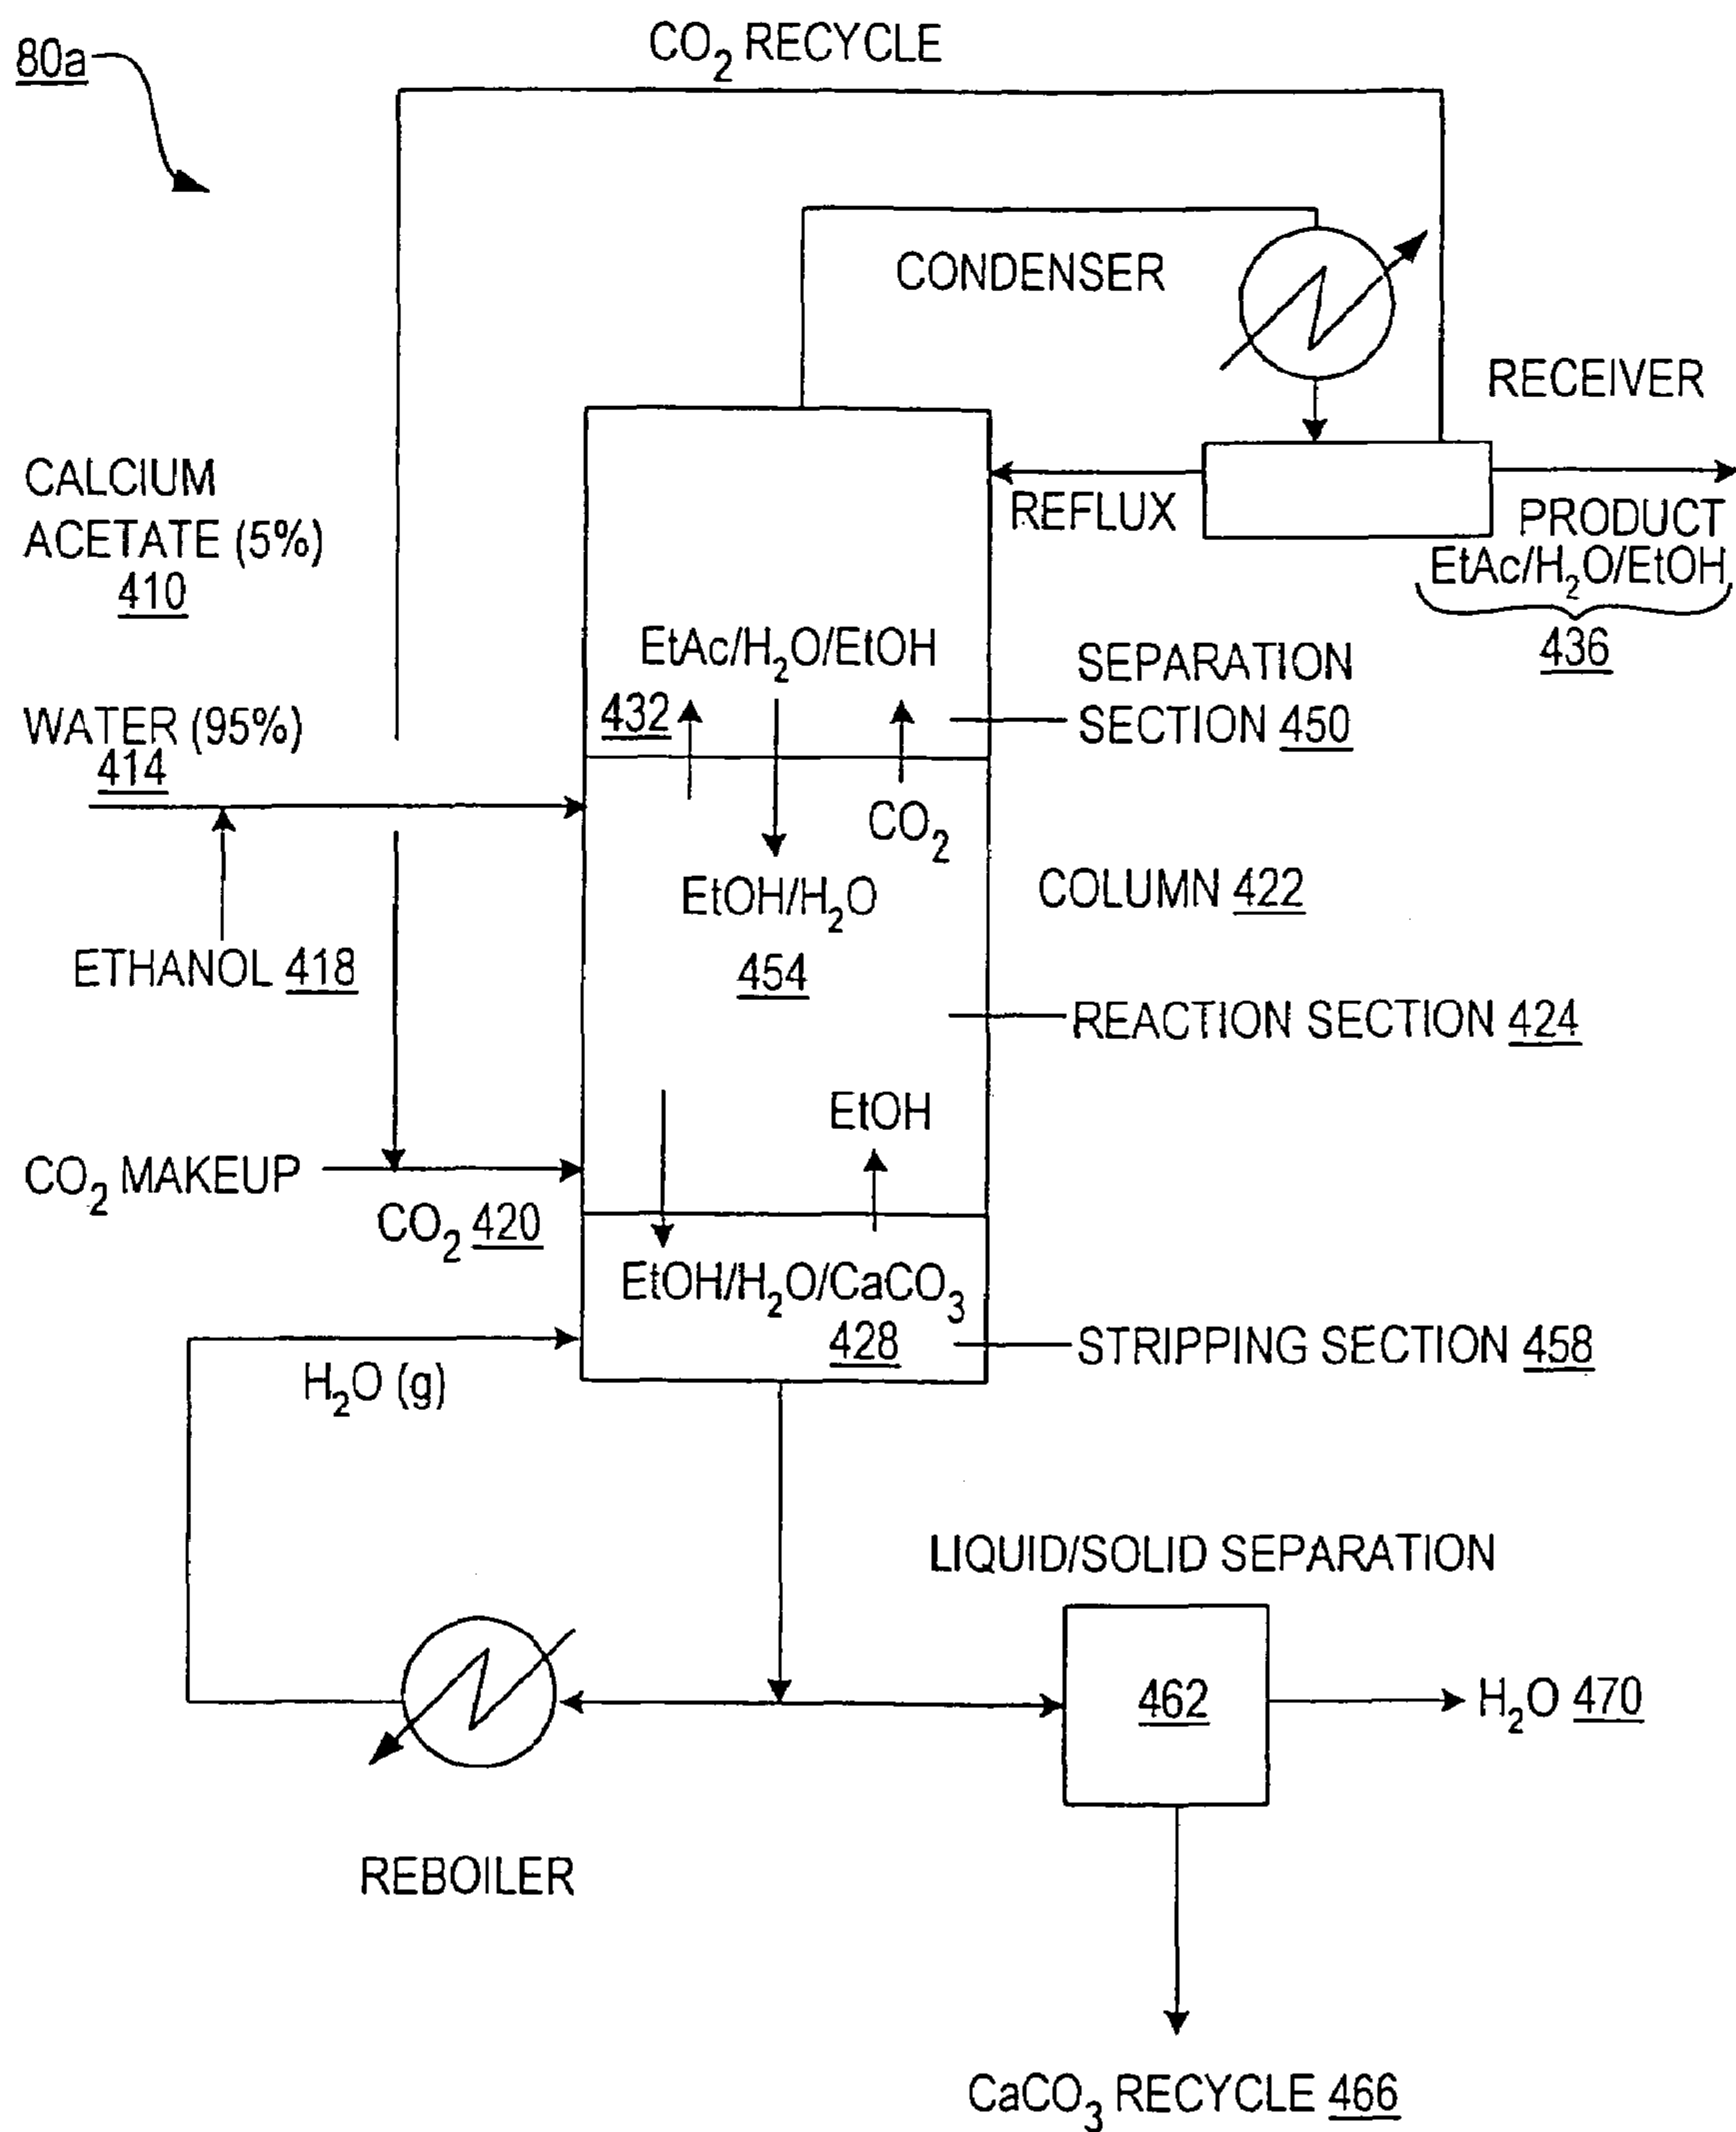 80a
CO₂ RECYCLE
CONDENSER
RECEIVER
CALCIUM
ACETATE (5%)
410
REFLUX
PRODUCT
EtAc/H₂O/EtOH
436
EtAc/H₂O/EtOH
432
SEPARATION
SECTION 450
WATER (95%)
414
CO₂
EtOH/H₂O
454
COLUMN 422
ETHANOL 418
REACTION SECTION 424
EtOH
CO₂ MAKEUP
CO₂ 420
EtOH/H₂O/CaCO₃
428
STRIPPING SECTION 458
H₂O (g)
LIQUID/SOLID SEPARATION
462
H₂O 470
REBOILER
CaCO₃ RECYCLE 466